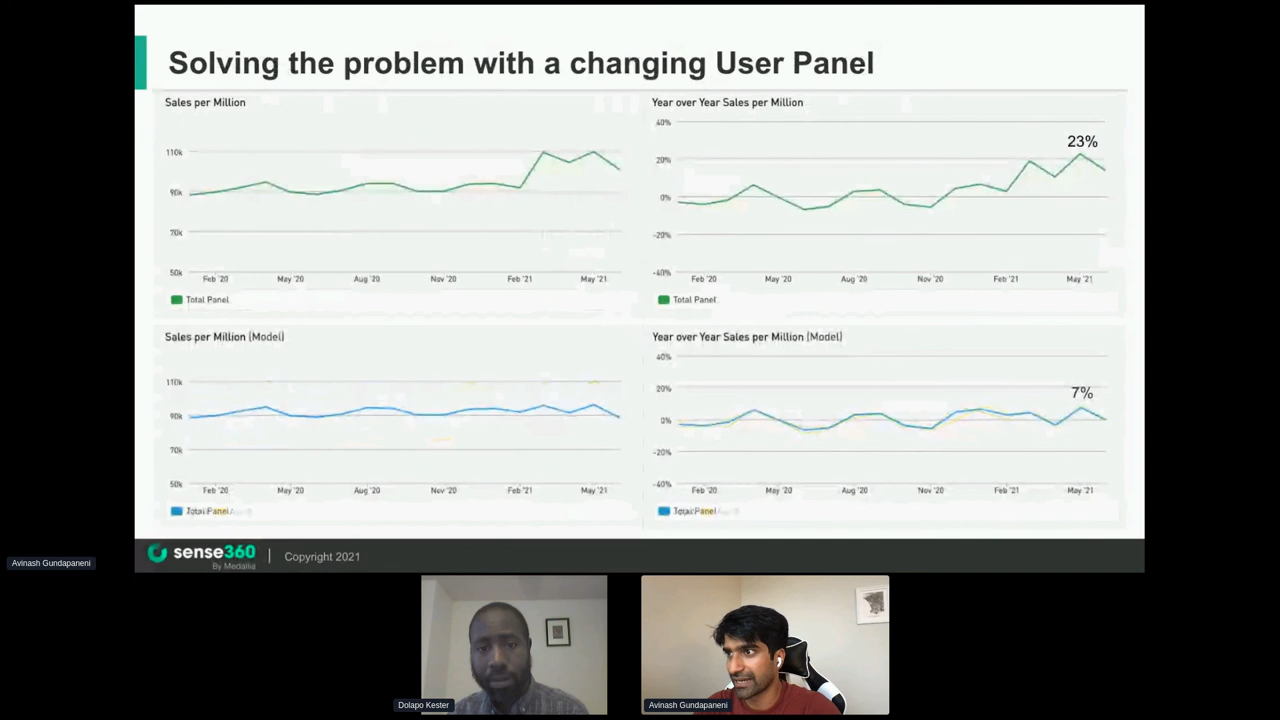 Solving the problem with a changing User Panel
Sales per Million
110k
90k
70k
50k
Feb '20 May '20 Aug '20 Nov '20 Feb '21 May '21
Total Panel
Year over Year Sales per Million
40%
23%
20%
0%
-20%
-40%
Feb '20 May '20 Aug '20 Nov '20 Feb '21 May '21
Total Panel
Sales per Million (Model)
110k
90k
70k
50k
Feb '20 May '20 Aug '20 Nov '20 Feb '21 May '21
Total Panel
Year over Year Sales per Million (Model)
40%
7%
20%
0%
-20%
-40%
Feb '20 May '20 Aug '20 Nov '20 Feb '21 May '21
Total Panel
sense360 | Copyright 2021
By Medallia
Avinash Gundapaneni
Dolapo Kester
Avinash Gundapaneni